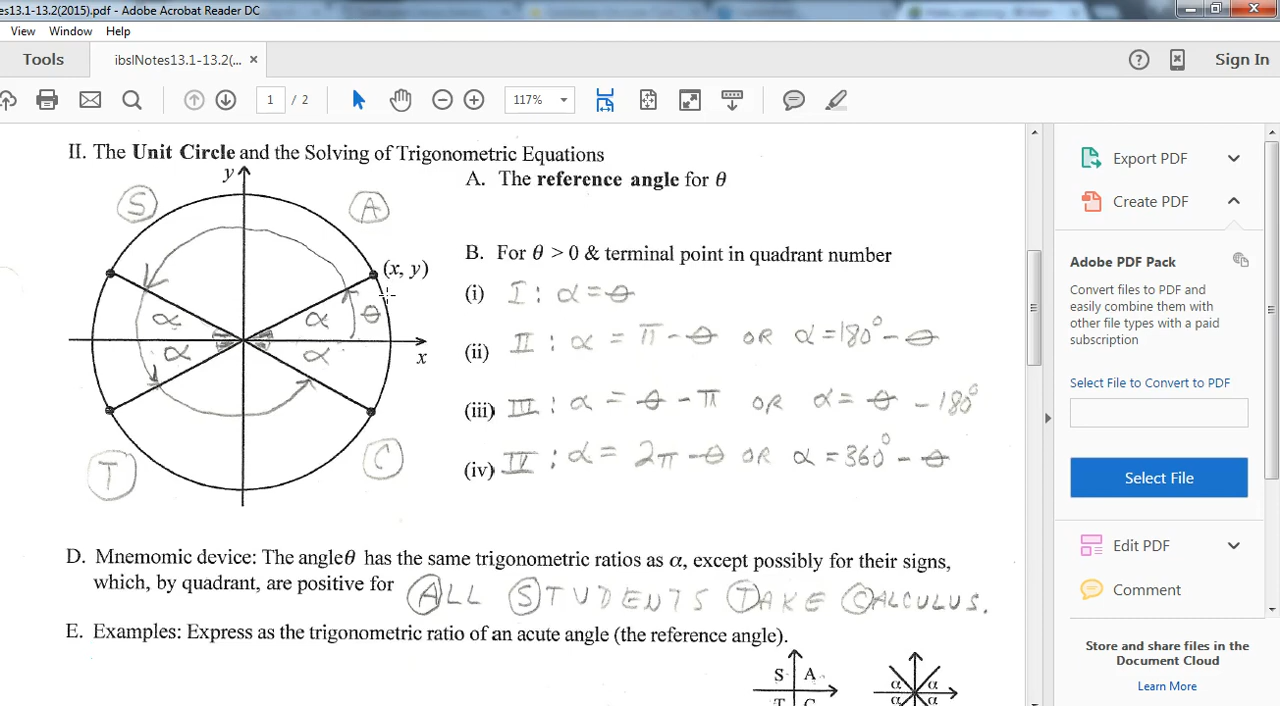 es13.1-13.2(2015).pdf - Adobe Acrobat Reader DC
View Window Help
Tools ibslNotes13.1-13.2(... × Sign In
1 / 2 117%
II. The Unit Circle and the Solving of Trigonometric Equations
A. The reference angle for θ
y
S A
(x, y)
α α θ
α α
x
T C
B. For θ > 0 & terminal point in quadrant number
(i) I : α = θ
(ii) II : α = π - θ OR α = 180° - θ
(iii) III : α = θ - π OR α = θ - 180°
(iv) IV : α = 2π - θ OR α = 360° - θ
D. Mnemomic device: The angleθ has the same trigonometric ratios as α, except possibly for their signs,
which, by quadrant, are positive for ALL STUDENTS TAKE CALCULUS.
E. Examples: Express as the trigonometric ratio of an acute angle (the reference angle).
S A α α
T C α α
Export PDF
Create PDF
Adobe PDF Pack
Convert files to PDF and
easily combine them with
other file types with a paid
subscription
Select File to Convert to PDF
Select File
Edit PDF
Comment
Store and share files in the
Document Cloud
Learn More